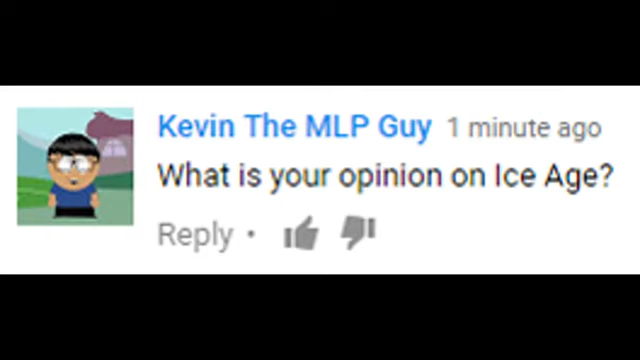 Kevin The MLP Guy 1 minute ago
What is your opinion on Ice Age?
Reply •